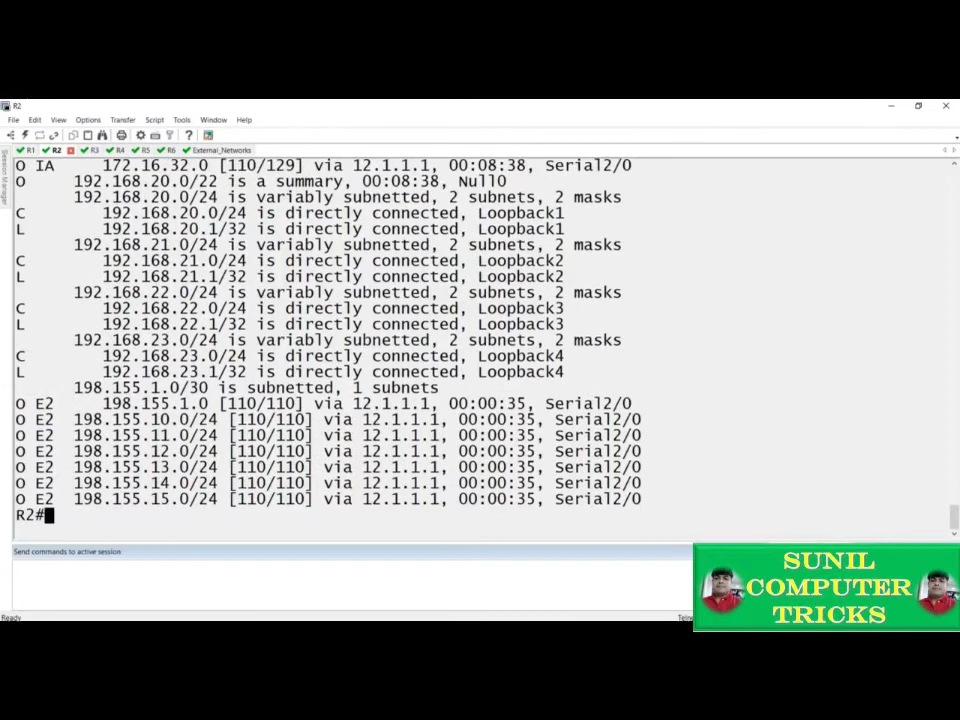 R2
File Edit View Options Transfer Script Tools Window Help
R1 R2 R3 R4 R5 R6 External_Networks
Session Manager
O IA 172.16.32.0 [110/129] via 12.1.1.1, 00:08:38, Serial2/0
O 192.168.20.0/22 is a summary, 00:08:38, Null0
192.168.20.0/24 is variably subnetted, 2 subnets, 2 masks
C 192.168.20.0/24 is directly connected, Loopback1
L 192.168.20.1/32 is directly connected, Loopback1
192.168.21.0/24 is variably subnetted, 2 subnets, 2 masks
C 192.168.21.0/24 is directly connected, Loopback2
L 192.168.21.1/32 is directly connected, Loopback2
192.168.22.0/24 is variably subnetted, 2 subnets, 2 masks
C 192.168.22.0/24 is directly connected, Loopback3
L 192.168.22.1/32 is directly connected, Loopback3
192.168.23.0/24 is variably subnetted, 2 subnets, 2 masks
C 192.168.23.0/24 is directly connected, Loopback4
L 192.168.23.1/32 is directly connected, Loopback4
198.155.1.0/30 is subnetted, 1 subnets
O E2 198.155.1.0 [110/110] via 12.1.1.1, 00:00:35, Serial2/0
O E2 198.155.10.0/24 [110/110] via 12.1.1.1, 00:00:35, Serial2/0
O E2 198.155.11.0/24 [110/110] via 12.1.1.1, 00:00:35, Serial2/0
O E2 198.155.12.0/24 [110/110] via 12.1.1.1, 00:00:35, Serial2/0
O E2 198.155.13.0/24 [110/110] via 12.1.1.1, 00:00:35, Serial2/0
O E2 198.155.14.0/24 [110/110] via 12.1.1.1, 00:00:35, Serial2/0
O E2 198.155.15.0/24 [110/110] via 12.1.1.1, 00:00:35, Serial2/0
R2#
Send commands to active session
Ready
SUNIL
COMPUTER
TRICKS